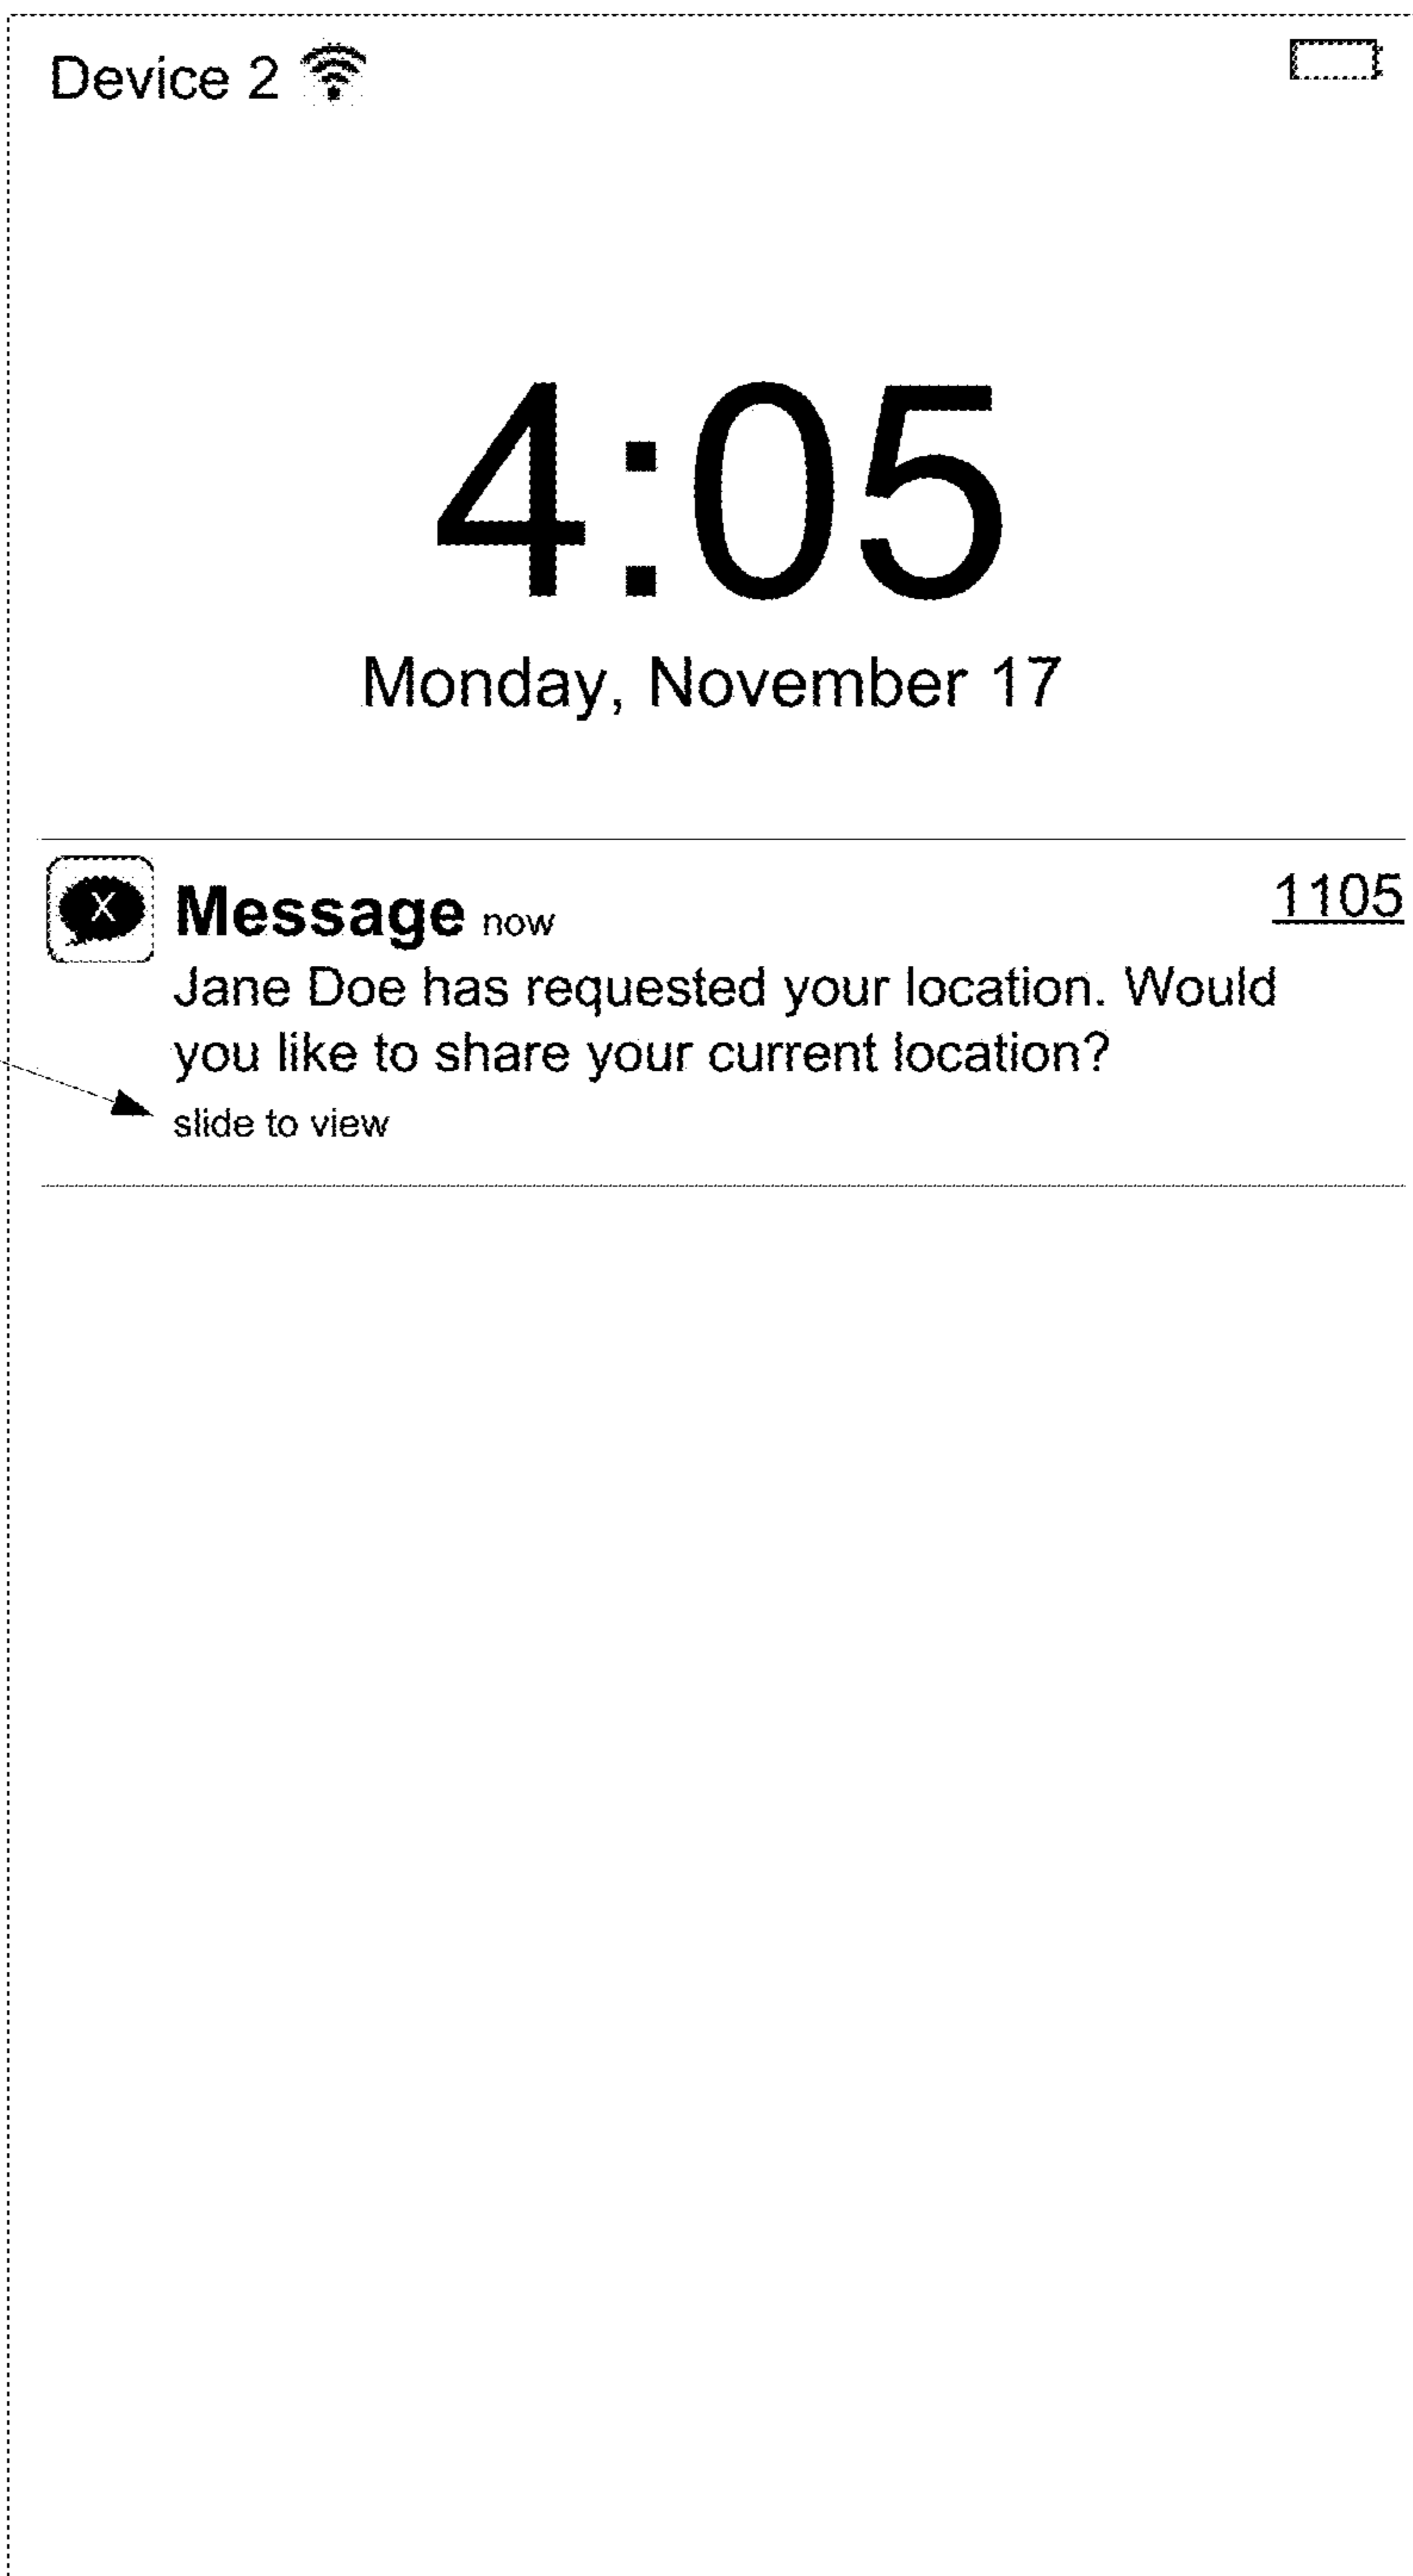 Device 2
4:05
Monday, November 17
X
Message now
1105
Jane Doe has requested your location. Would
you like to share your current location?
slide to view